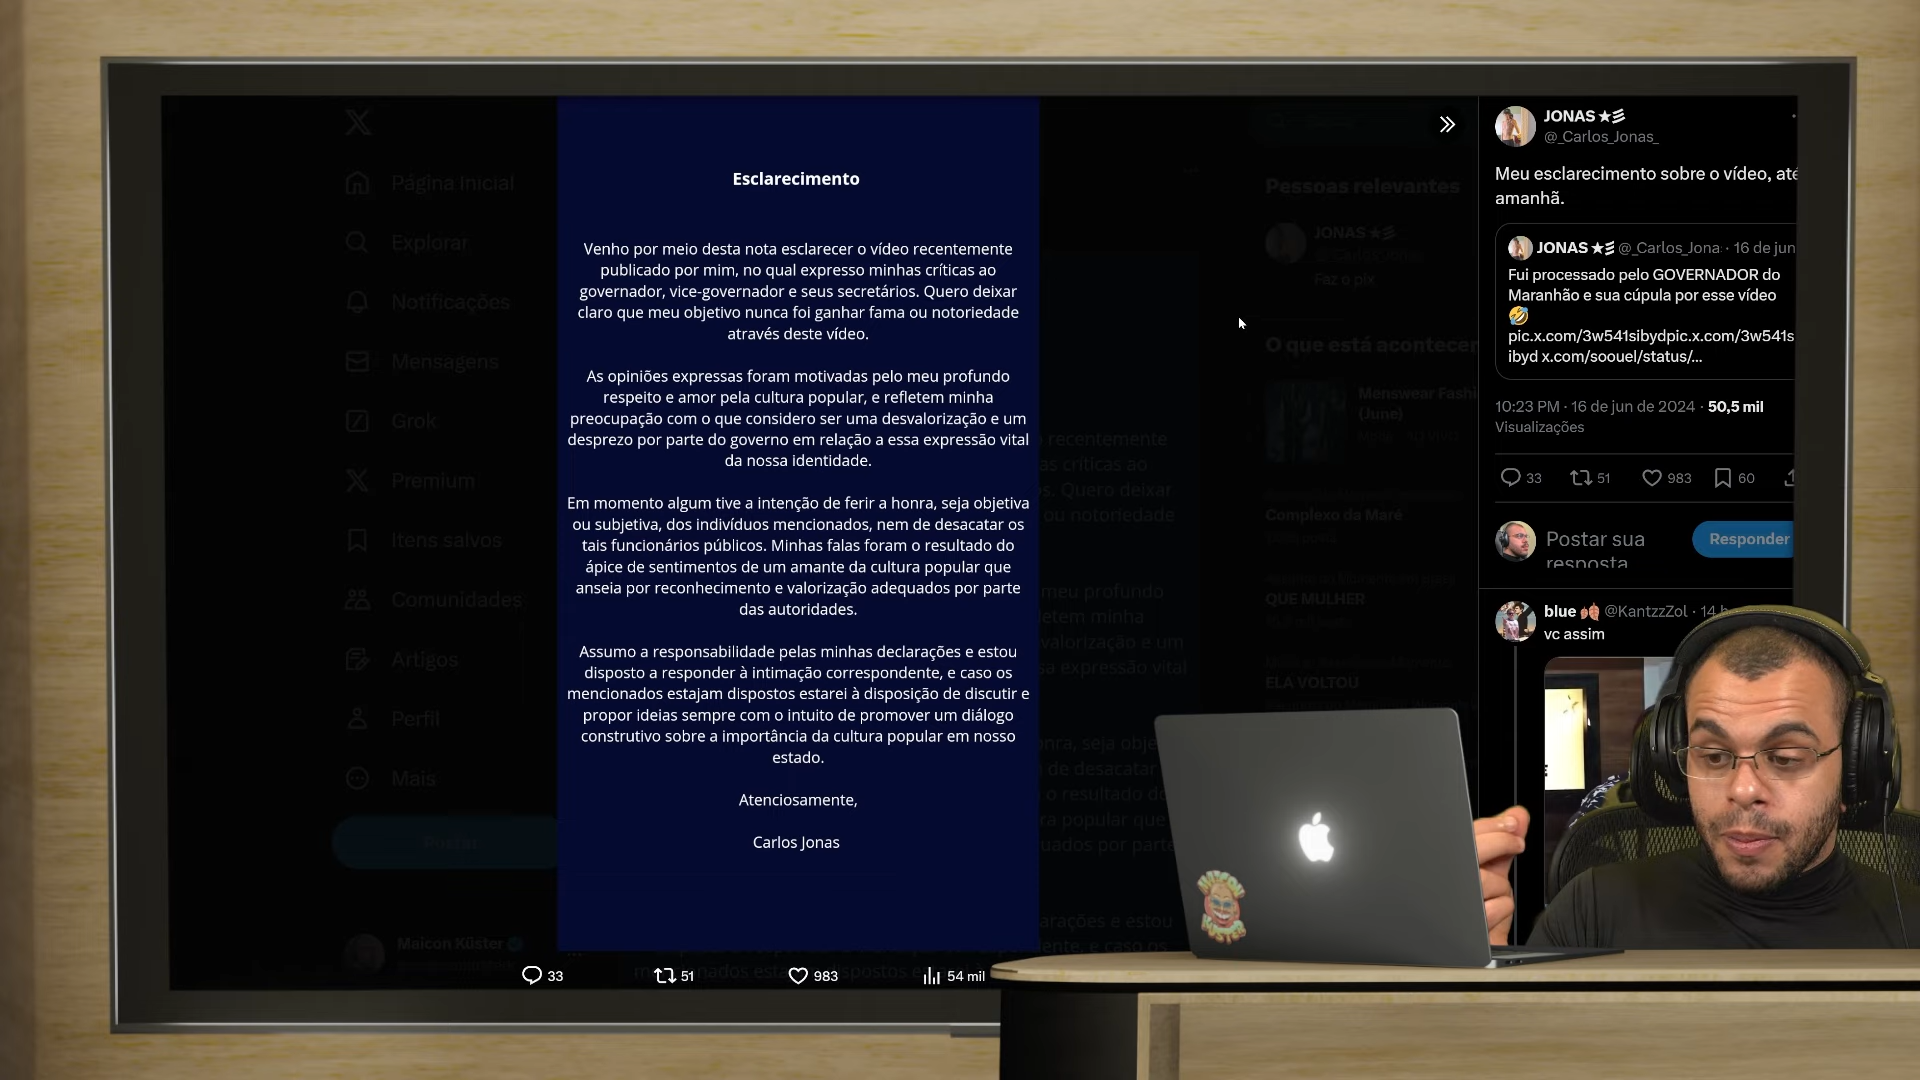 Página Inicial
Explorar
Notificações
Mensagens
Grok
Premium
Itens salvos
Comunidades
Artigos
Perfil
Mais
Postar
Maicon Küster
Esclarecimento
Venho por meio desta nota esclarecer o vídeo recentemente
publicado por mim, no qual expresso minhas críticas ao
governador, vice-governador e seus secretários. Quero deixar
claro que meu objetivo nunca foi ganhar fama ou notoriedade
através deste vídeo.
As opiniões expressas foram motivadas pelo meu profundo
respeito e amor pela cultura popular, e refletem minha
preocupação com o que considero ser uma desvalorização e um
desprezo por parte do governo em relação a essa expressão vital
da nossa identidade.
Em momento algum tive a intenção de ferir a honra, seja objetiva
ou subjetiva, dos indivíduos mencionados, nem de desacatar os
tais funcionários públicos. Minhas falas foram o resultado do
ápice de sentimentos de um amante da cultura popular que
anseia por reconhecimento e valorização adequados por parte
das autoridades.
Assumo a responsabilidade pelas minhas declarações e estou
disposto a responder à intimação correspondente, e caso os
mencionados estajam dispostos estarei à disposição de discutir e
propor ideias sempre com o intuito de promover um diálogo
construtivo sobre a importância da cultura popular em nosso
estado.
Atenciosamente,
Carlos Jonas
33 51 983 54 mil
Pessoas relevantes
JONAS
Faz o pix
O que está acontecer
Menswear Fashi
(June)
Complexo da Maré
QUE MULHER
ELA VOLTOU
JONAS
@_Carlos_Jonas_
Meu esclarecimento sobre o vídeo, até
amanhã.
JONAS @_Carlos_Jona · 16 de jun
Fui processado pelo GOVERNADOR do
Maranhão e sua cúpula por esse vídeo
🤣
pic.x.com/3w541sibydpic.x.com/3w541s
ibyd x.com/soouel/status/...
10:23 PM · 16 de jun de 2024 · 50,5 mil
Visualizações
33 51 983 60
Postar sua
resposta
Responder
blue @KantzzZol · 14 h
vc assim